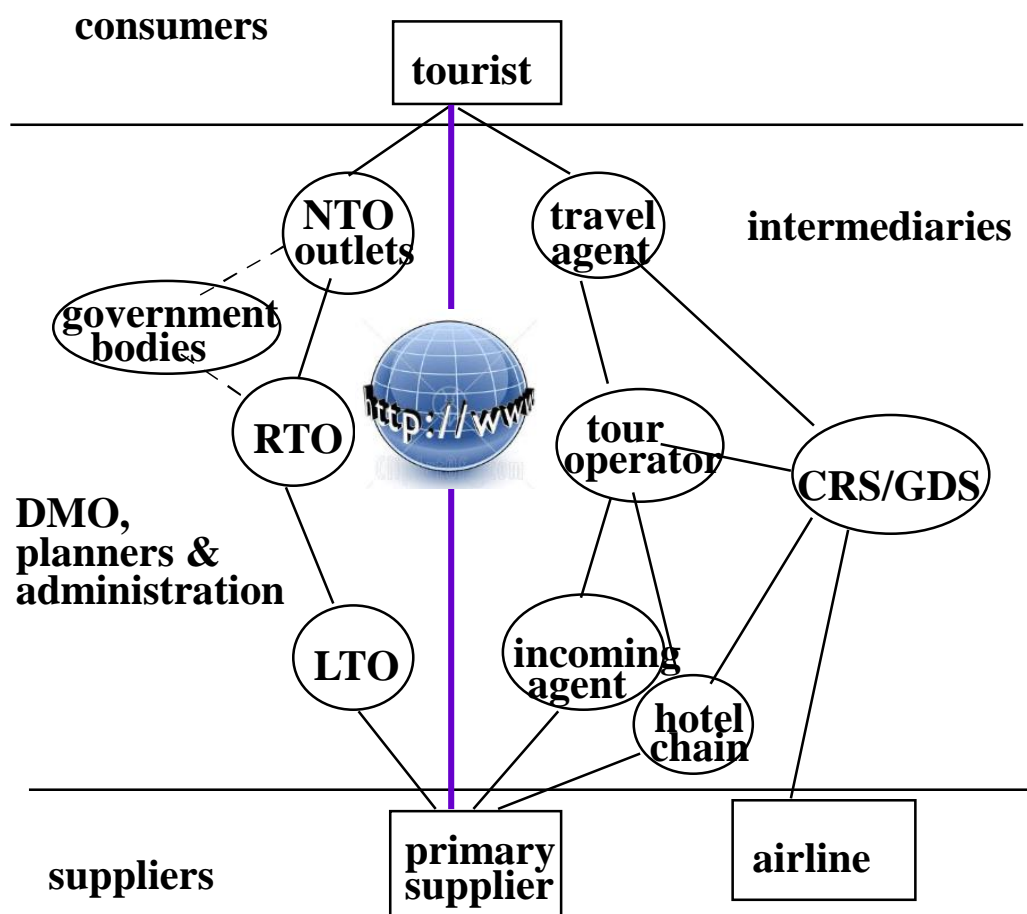 consumers
tourist
NTO
outlets
travel
agent
intermediaries
government
bodies
http://www
RTO
tour
operator
CRS/GDS
DMO,
planners &
administration
LTO
incoming
agent
hotel
chain
primary
supplier
airline
suppliers